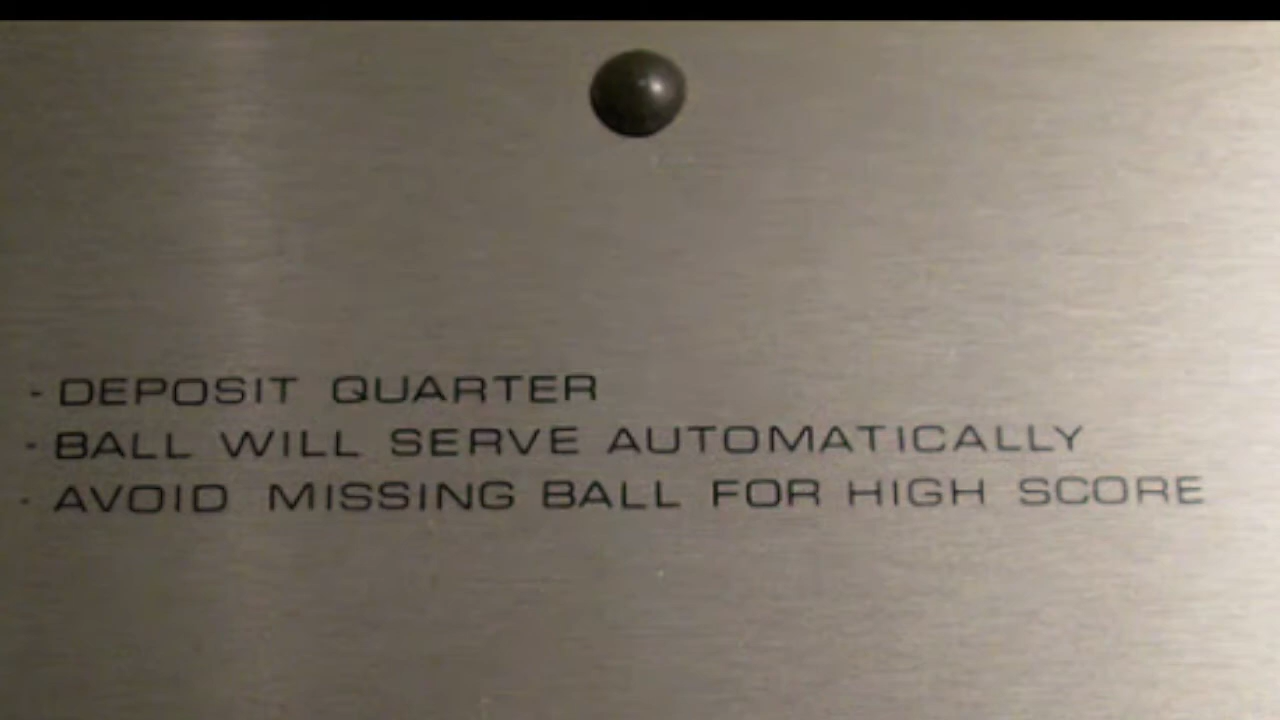 - DEPOSIT QUARTER
- BALL WILL SERVE AUTOMATICALLY
- AVOID MISSING BALL FOR HIGH SCORE